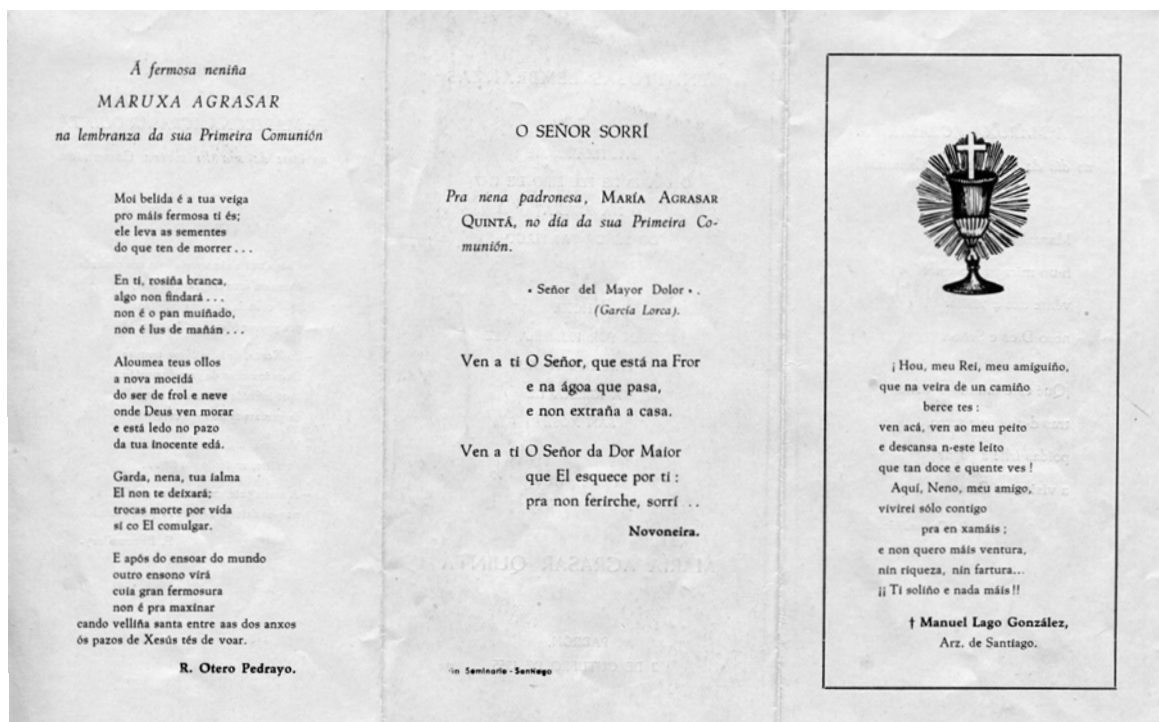 Á fermosa neniña
MARUXA AGRASAR
na lembranza da sua Primeira Comunión
Moi belida é a tua veiga
pro máis fermosa ti és;
ele leva as sementes
do que ten de morrer . . .
En ti, rosiña branca,
algo non findará . . .
non é o pan muiñado,
non é lus de mañán . . .
Aloumea teus ollos
a nova mocidá
do ser de frol e neve
onde Deus ven morar
e está ledo no pazo
da tua inocente edá.
Garda, nena, tua ialma
El non te deixará;
trocas morte por vida
si co El comulgar.
E após do ensoar do mundo
outro ensono virá
cuia gran fermosura
non é pra maxinar
cando velliña santa entre aas dos anxos
ós pazos de Xesús tés de voar.
R. Otero Pedrayo.
O SEÑOR SORRÍ
Pra nena padronesa, MARÍA AGRASAR
QUINTÁ, no día da sua Primeira Co-
munión.
« Señor del Mayor Dolor » .
(García Lorca).
Ven a ti O Señor, que está na Fror
e na ágoa que pasa,
e non extraña a casa.
Ven a ti O Señor da Dor Maior
que El esquece por ti :
pra non ferirche, sorrí . .
Novoneira.
Seminario - Santiago
¡ Hou, meu Rei, meu amiguiño,
que na veira de un camiño
berce tes :
ven acá, ven ao meu peito
e descansa n-este leito
que tan doce e quente ves !
Aquí, Neno, meu amigo,
vivirei sólo contigo
pra en xamáis ;
e non quero máis ventura,
nin riqueza, nin fartura...
¡¡ Ti soliño e nada máis !!
† Manuel Lago González,
Arz. de Santiago.